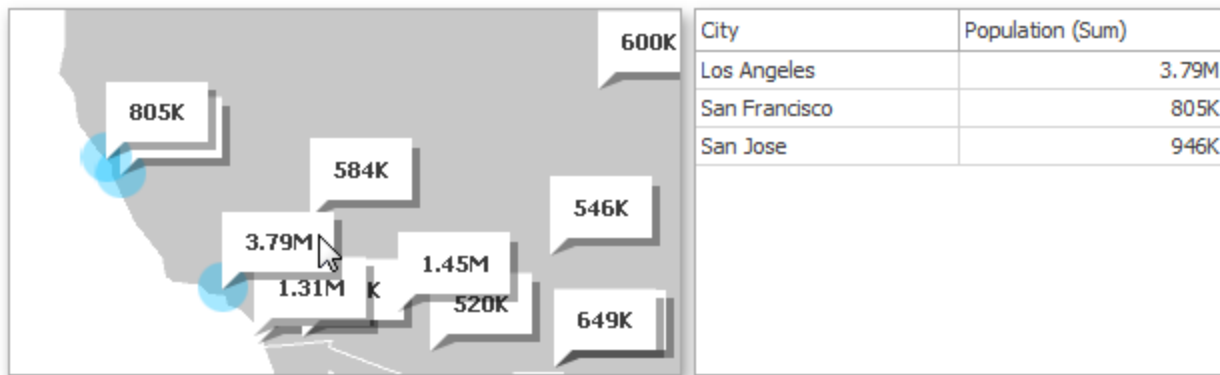 600K
805K
584K
546K
3.79M
1.45M
1.31M
K
520K
649K
City Population (Sum)
Los Angeles 3.79M
San Francisco 805K
San Jose 946K